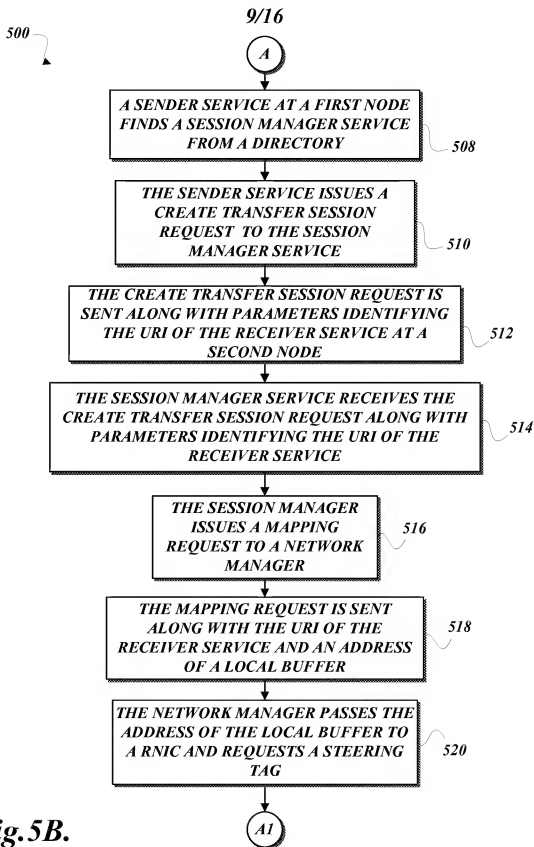 9/16
500
A
A SENDER SERVICE AT A FIRST NODE
FINDS A SESSION MANAGER SERVICE
FROM A DIRECTORY
508
THE SENDER SERVICE ISSUES A
CREATE TRANSFER SESSION
REQUEST TO THE SESSION
MANAGER SERVICE
510
THE CREATE TRANSFER SESSION REQUEST IS
SENT ALONG WITH PARAMETERS IDENTIFYING
THE URI OF THE RECEIVER SERVICE AT A
SECOND NODE
512
THE SESSION MANAGER SERVICE RECEIVES THE
CREATE TRANSFER SESSION REQUEST ALONG WITH
PARAMETERS IDENTIFYING THE URI OF THE
RECEIVER SERVICE
514
THE SESSION MANAGER
ISSUES A MAPPING
REQUEST TO A NETWORK
MANAGER
516
THE MAPPING REQUEST IS SENT
ALONG WITH THE URI OF THE
RECEIVER SERVICE AND AN ADDRESS
OF A LOCAL BUFFER
518
THE NETWORK MANAGER PASSES THE
ADDRESS OF THE LOCAL BUFFER TO
A RNIC AND REQUESTS A STEERING
TAG
520
A1
ig.5B.